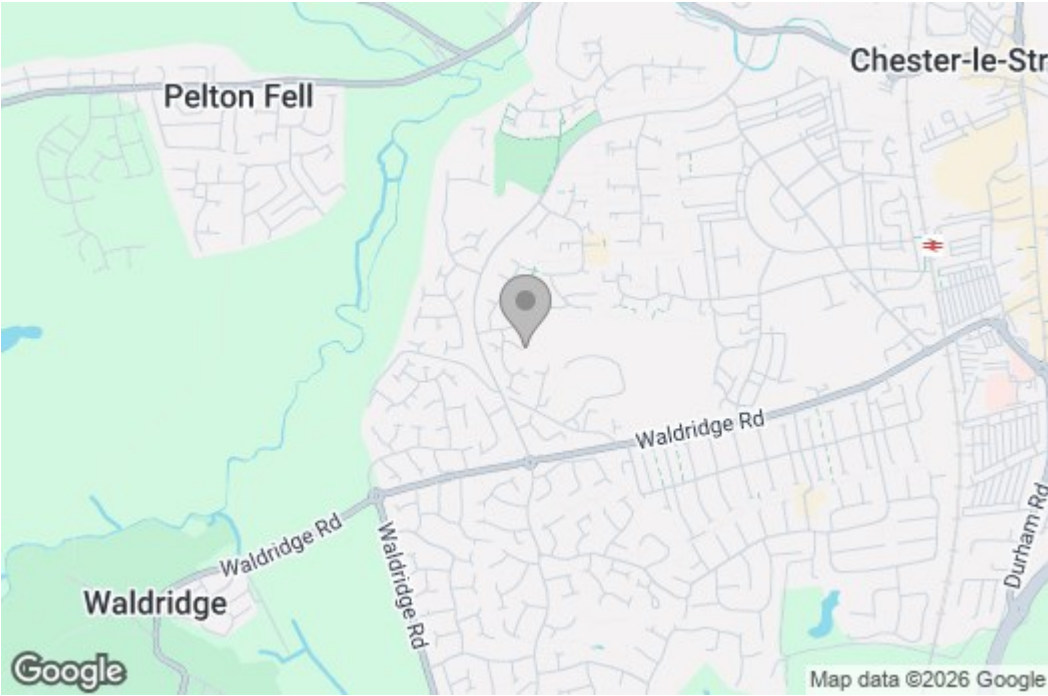 Chester-le-Str
Pelton Fell
Waldridge Rd
Waldridge Rd
Waldridge Rd
Durham Rd
Waldridge
Google
Map data ©2026 Google